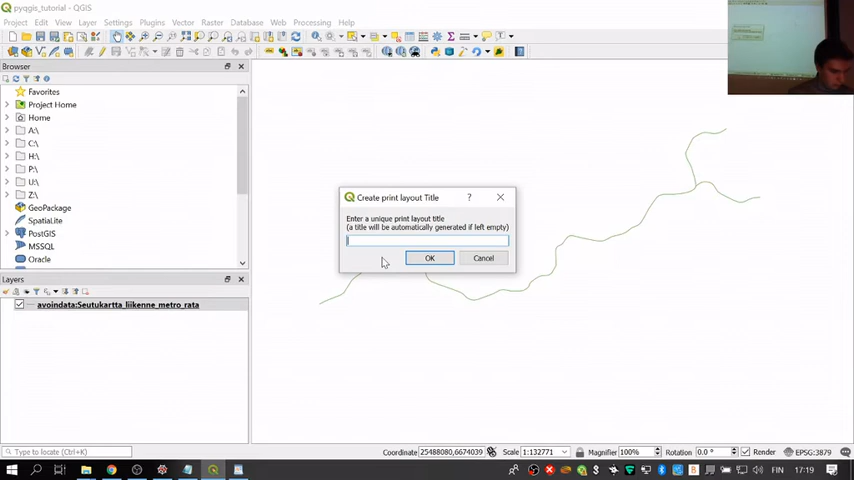 pyqgis_tutorial - QGIS
Project Edit View Layer Settings Plugins Vector Raster Database Web Processing Help
Browser
Favorites
Project Home
Home
A:\
C:\
H:\
P:\
U:\
Z:\
GeoPackage
SpatiaLite
PostGIS
MSSQL
Oracle
Layers
avoindata:Seutukartta_liikenne_metro_rata
Create print layout Title
Enter a unique print layout title
(a title will be automatically generated if left empty)
OK Cancel
Type to locate (Ctrl+K) Coordinate 25488080,6674039 Scale 1:132771 Magnifier 100% Rotation 0.0 ° Render EPSG:3879
FIN 17:19